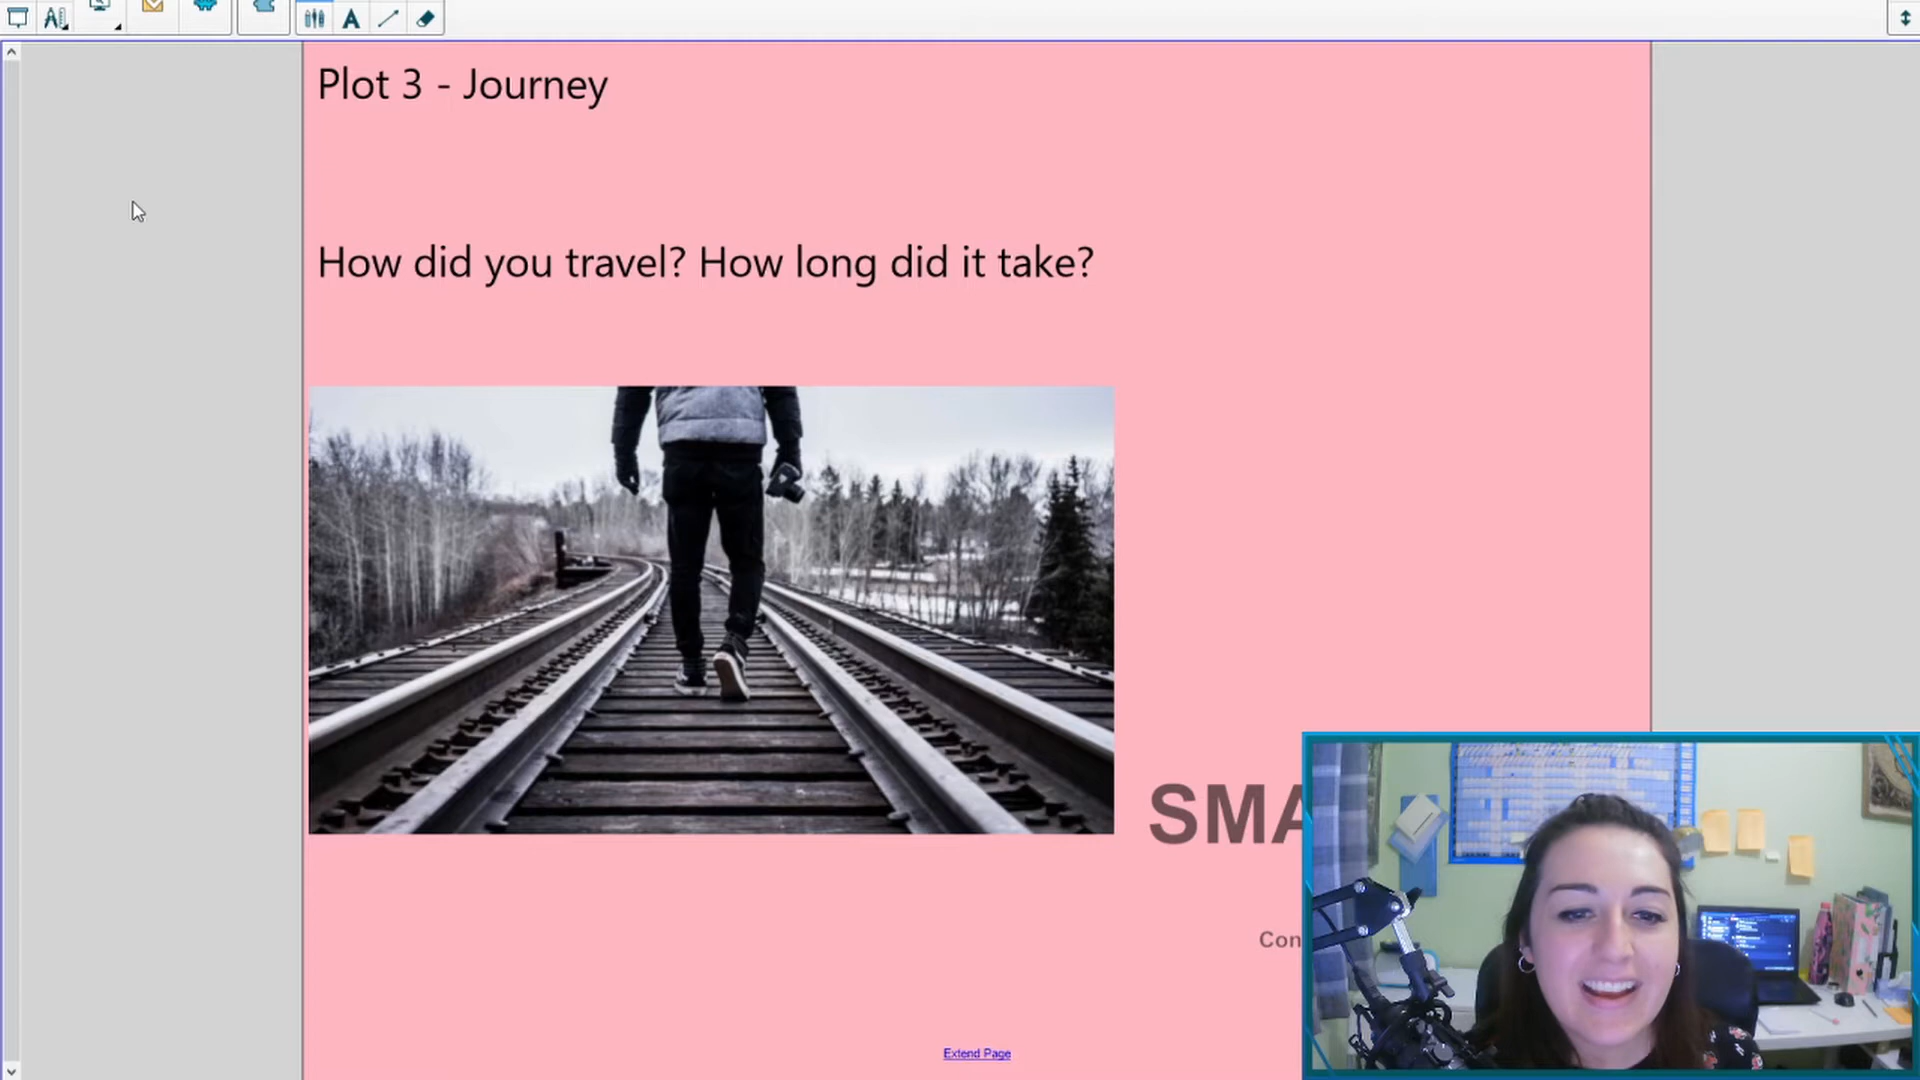 Plot 3 - Journey
How did you travel? How long did it take?
SMA
Con
Extend Page